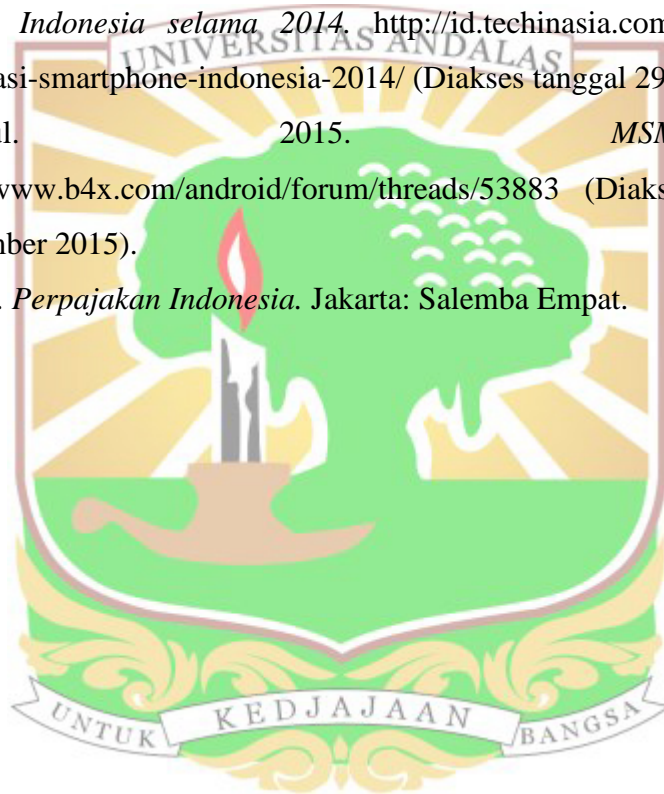 Indonesia selama 2014. http://id.techinasia.com
UNIVERSITAS ANDALAS
asi-smartphone-indonesia-2014/ (Diakses tanggal 29
ul. 2015. MSM
www.b4x.com/android/forum/threads/53883 (Diaks
mber 2015).
. Perpajakan Indonesia. Jakarta: Salemba Empat.
UNTUK KEDJAJAAN BANGSA